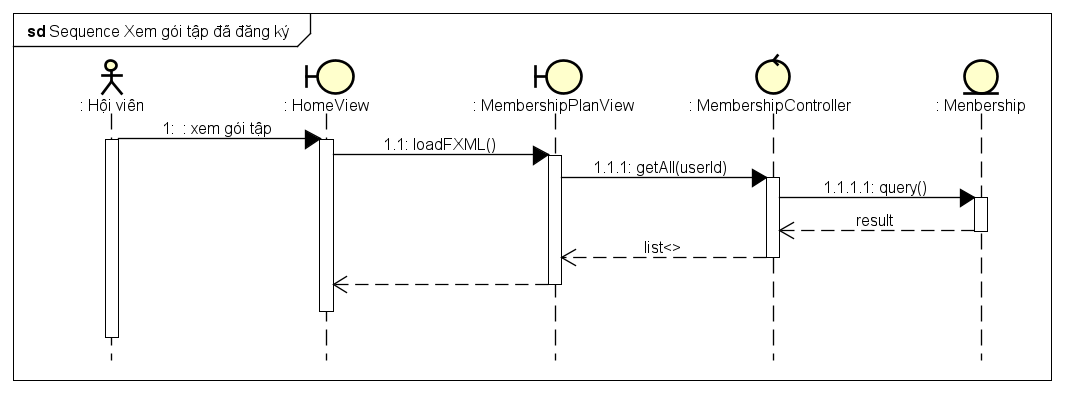 sd Sequence Xem gói tập đã đăng ký
: Hội viên
: HomeView
: MembershipPlanView
: MembershipController
: Menbership
1: : xem gói tập
1.1: loadFXML()
1.1.1: getAll(userId)
1.1.1.1: query()
result
list<>